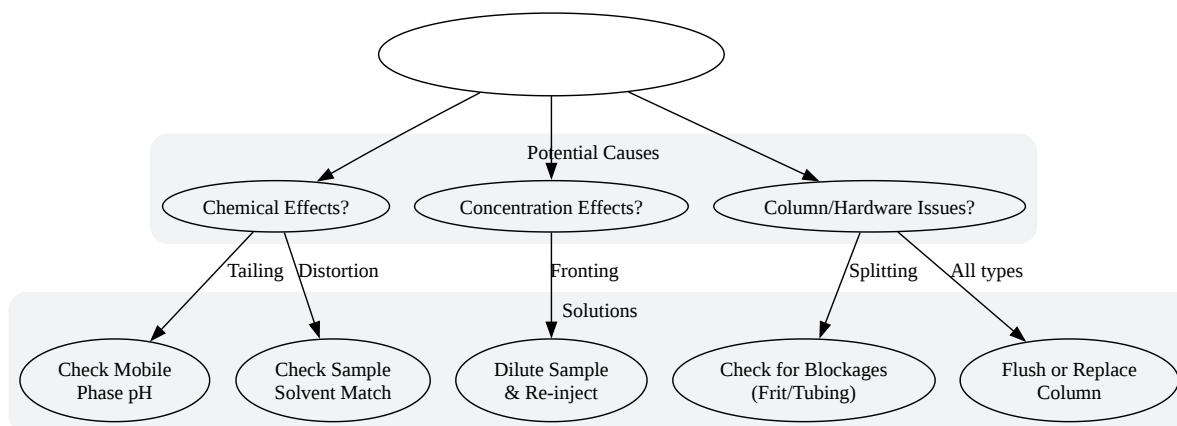 Potential Causes
Chemical Effects?
Concentration Effects?
Column/Hardware Issues?
Tailing
Distortion
Fronting
Splitting
All types
Solutions
Check Mobile
Phase pH
Check Sample
Solvent Match
Dilute Sample
& Re-inject
Check for Blockages
(Frit/Tubing)
Flush or Replace
Column